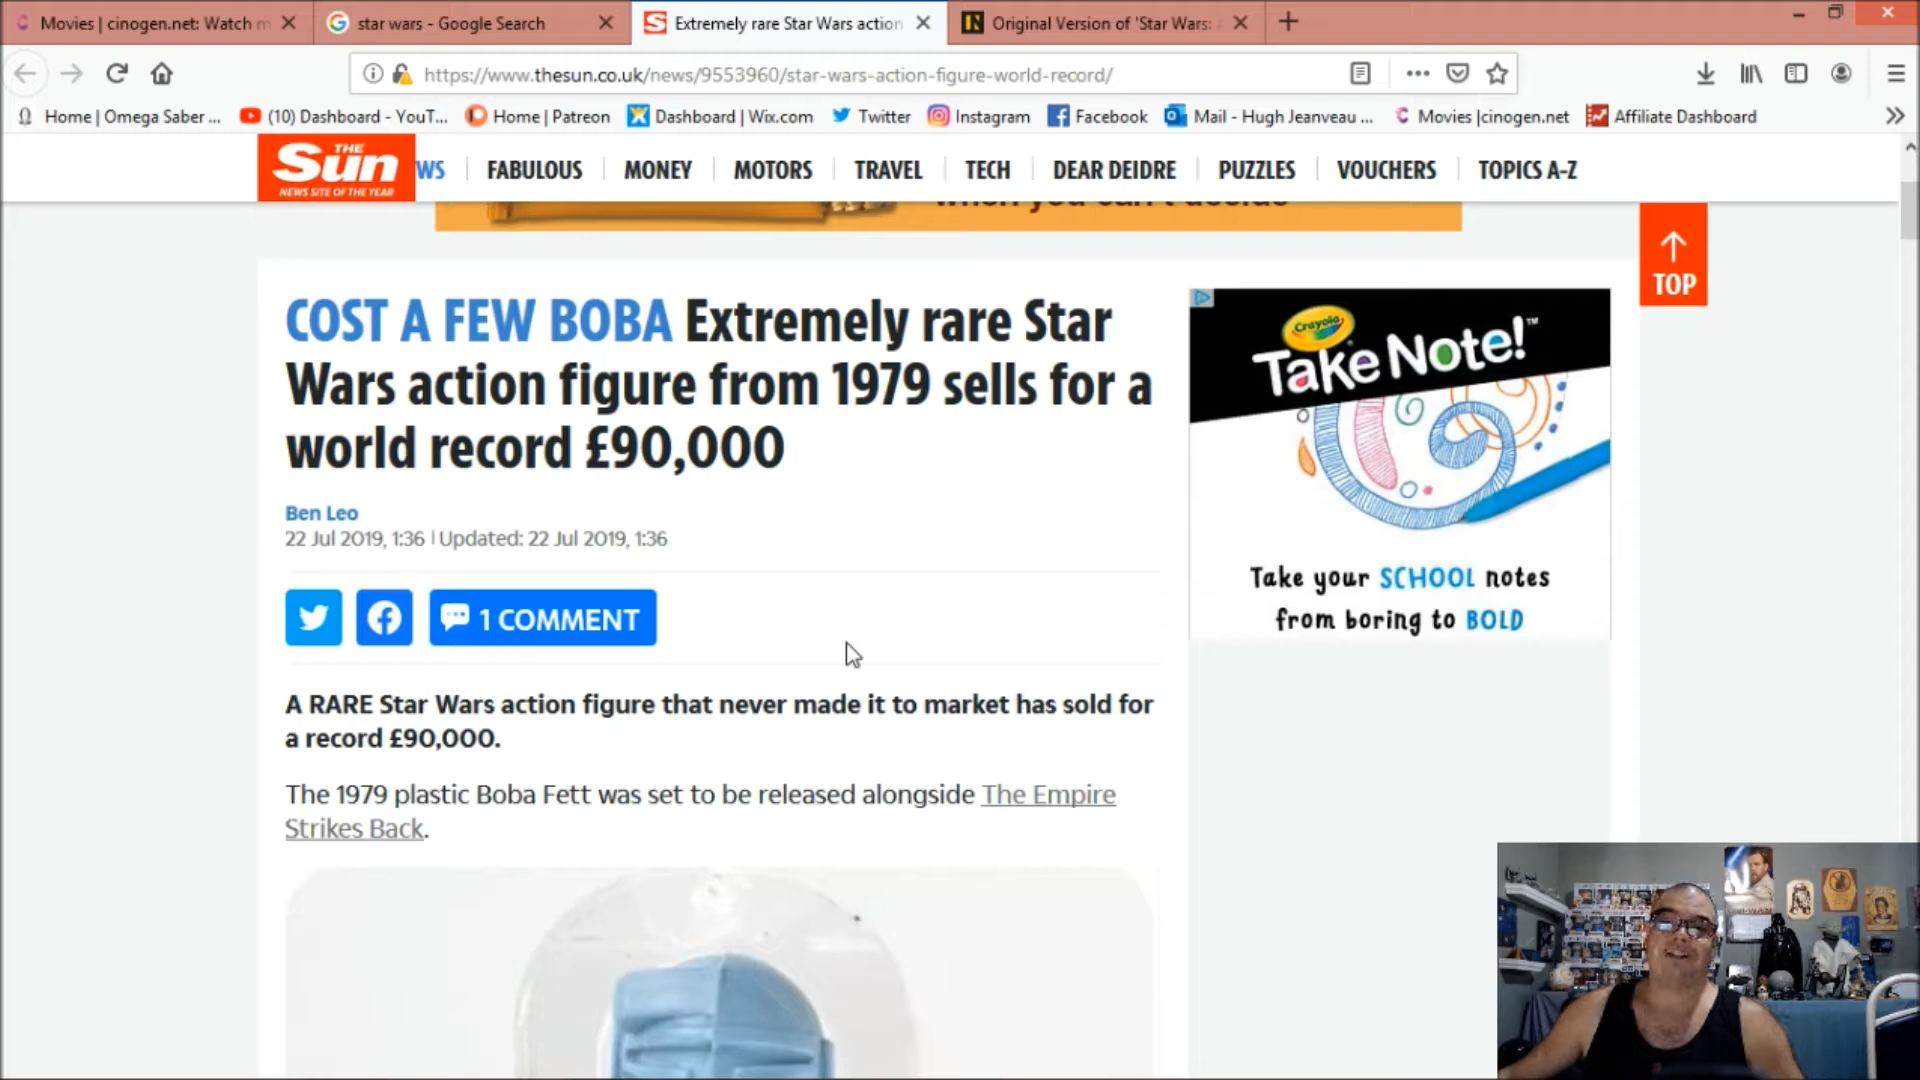 Movies | cinogen.net: Watch m
star wars - Google Search
Extremely rare Star Wars action
Original Version of 'Star Wars:
https://www.thesun.co.uk/news/9553960/star-wars-action-figure-world-record/
Home | Omega Saber ...
(10) Dashboard - YouT...
Home | Patreon
Dashboard | Wix.com
Twitter
Instagram
Facebook
Mail - Hugh Jeanveau ...
Movies |cinogen.net
Affiliate Dashboard
THE
Sun
NEWS SITE OF THE YEAR
WS
FABULOUS
MONEY
MOTORS
TRAVEL
TECH
DEAR DEIDRE
PUZZLES
VOUCHERS
TOPICS A-Z
when you can't decide
TOP
COST A FEW BOBA Extremely rare Star
Wars action figure from 1979 sells for a
world record £90,000
Ben Leo
22 Jul 2019, 1:36 | Updated: 22 Jul 2019, 1:36
1 COMMENT
A RARE Star Wars action figure that never made it to market has sold for
a record £90,000.
The 1979 plastic Boba Fett was set to be released alongside The Empire
Strikes Back.
Crayola
Take Note!™
Take your SCHOOL notes
from boring to BOLD